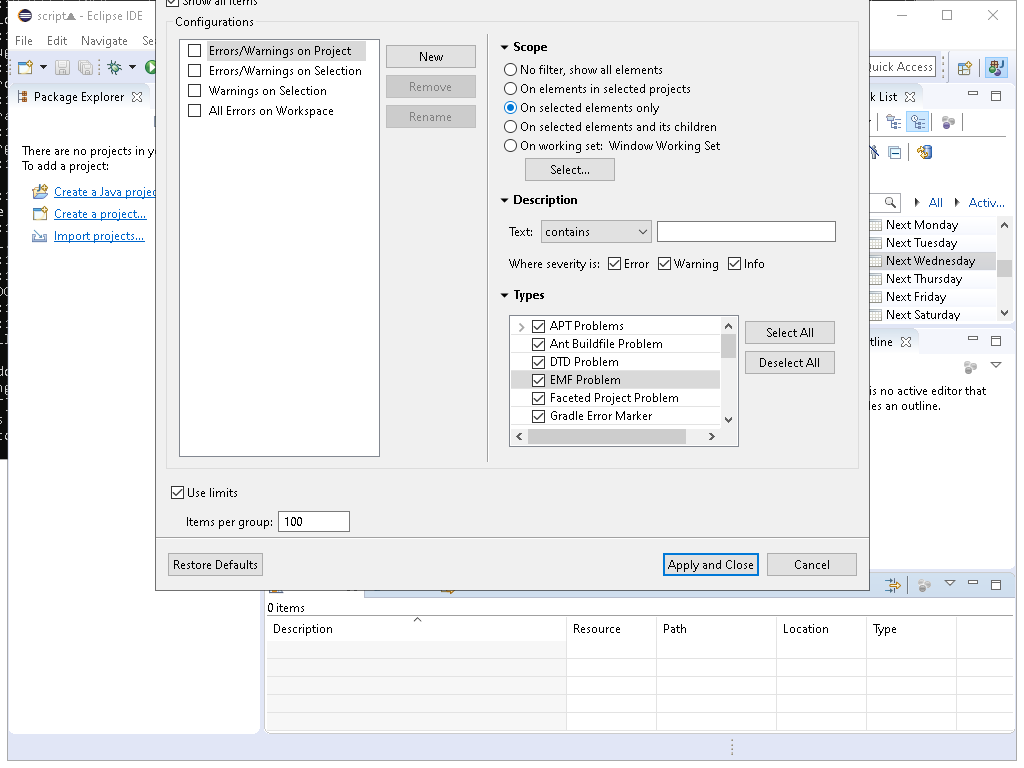 script - Eclipse IDE
Show all items
File Edit Navigate Se
Configurations
Errors/Warnings on Project
Errors/Warnings on Selection
Warnings on Selection
All Errors on Workspace
New
Remove
Rename
Scope
No filter, show all elements
On elements in selected projects
On selected elements only
On selected elements and its children
On working set: Window Working Set
Select...
Description
Text: contains
Where severity is: Error Warning Info
Types
APT Problems
Ant Buildfile Problem
DTD Problem
EMF Problem
Faceted Project Problem
Gradle Error Marker
Select All
Deselect All
Use limits
Items per group: 100
Restore Defaults
Apply and Close
Cancel
Package Explorer
There are no projects in y
To add a project:
Create a Java projec
Create a project...
Import projects...
Quick Access
k List
All Activ...
Next Monday
Next Tuesday
Next Wednesday
Next Thursday
Next Friday
Next Saturday
tline
is no active editor that
des an outline.
0 items
Description Resource Path Location Type